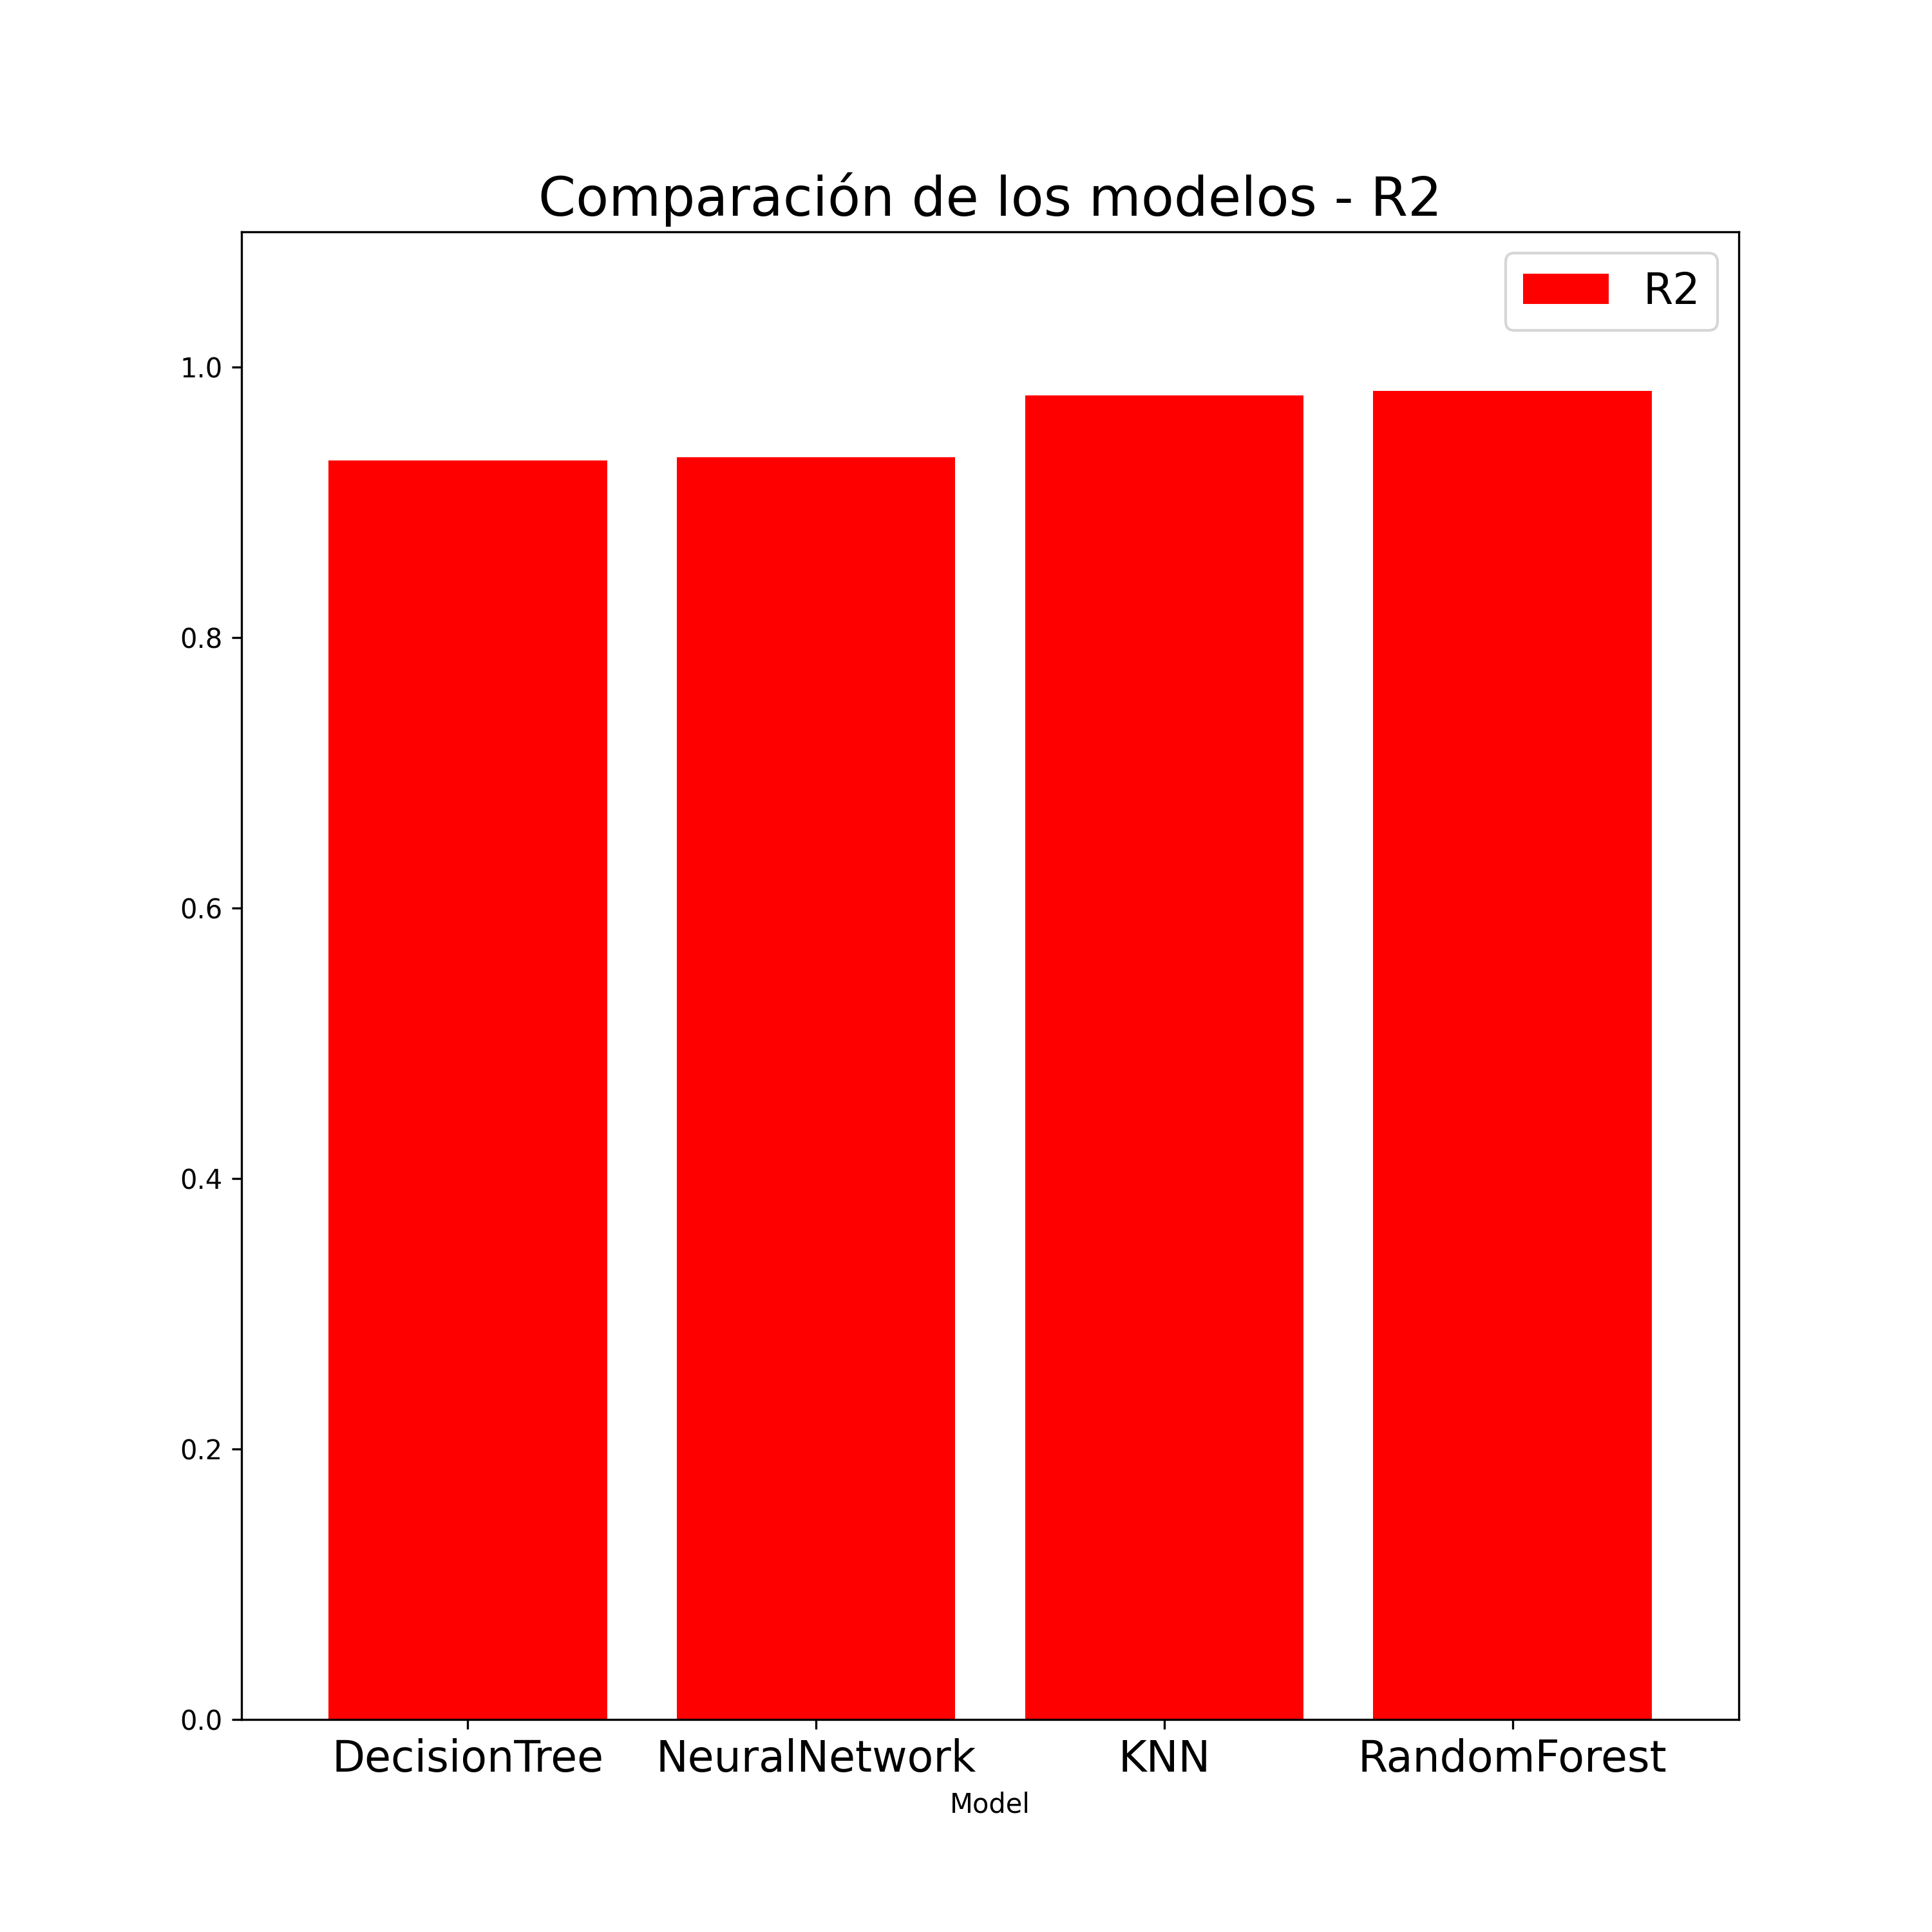 Comparación de los modelos - R2
R2
1.0
0.8
0.6
0.4
0.2
0.0
DecisionTree NeuralNetwork KNN RandomForest
Model